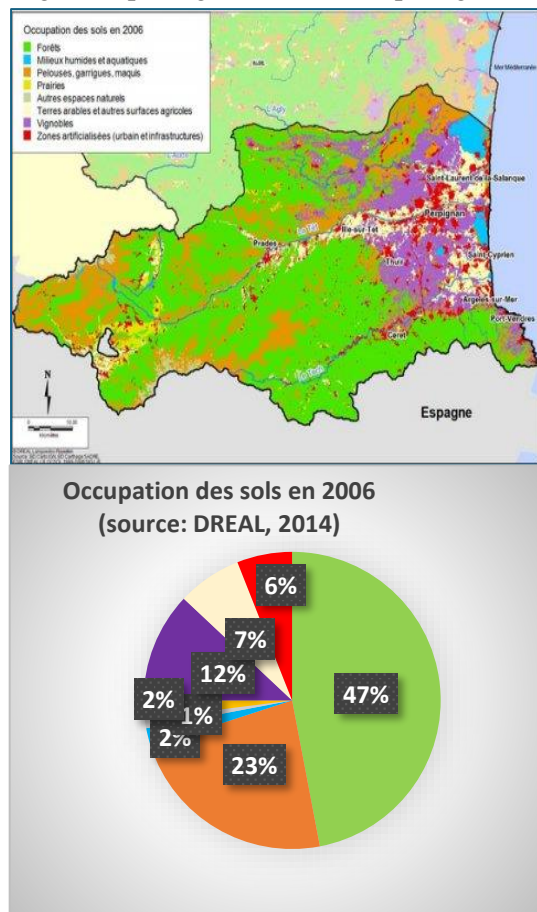 Occupation des sols en 2006
Forêts
Milieux humides et aquatiques
Pelouses, garrigues, maquis
Prairies
Autres espaces naturels
Terres arables et autres surfaces agricoles
Vignobles
Zones artificialisées (urbain et infrastructures)
Mer Méditerranée
L'Agly
Saint-Laurent-de-la-Salanque
Perpignan
La Têt
Ille-sur-Tet
Prades
Thuir
Saint-Cyprien
Argelès-sur-Mer
Port-Vendres
Céret
Le Tech
Espagne
N
kilomètres
Occupation des sols en 2006
(source: DREAL, 2014)
6%
7%
12%
2%
1%
2%
47%
23%